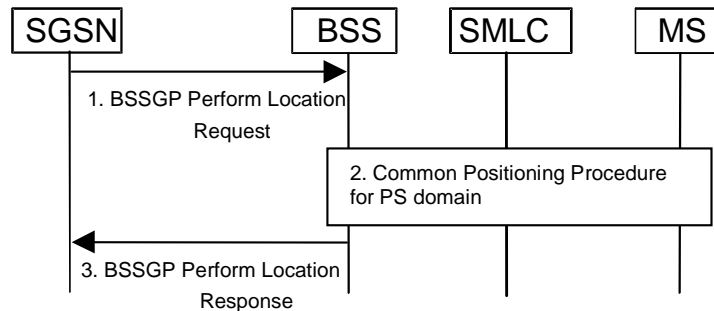 SGSN BSS SMLC MS
1. BSSGP Perform Location
Request
2. Common Positioning Procedure
for PS domain
3. BSSGP Perform Location
Response